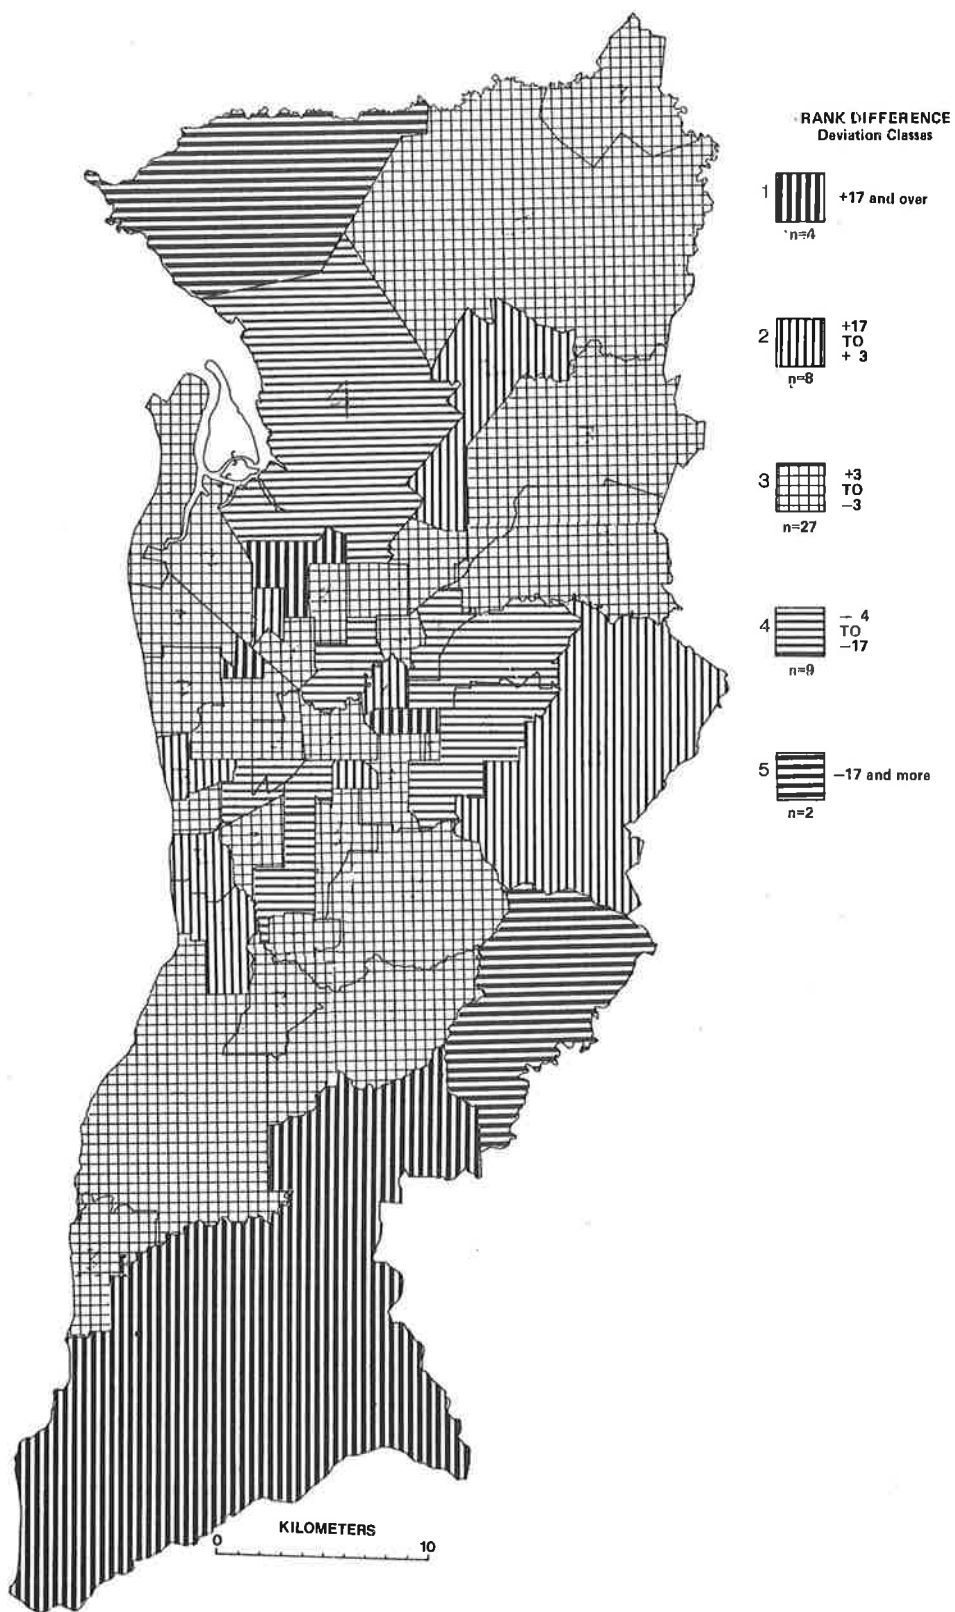 RANK DIFFERENCE
Deviation Classes
1
+17 and over
n=4
2
+17
TO
+ 3
n=8
3
+3
TO
−3
n=27
4
− 4
TO
−17
n=9
5
−17 and more
n=2
KILOMETERS
0 10